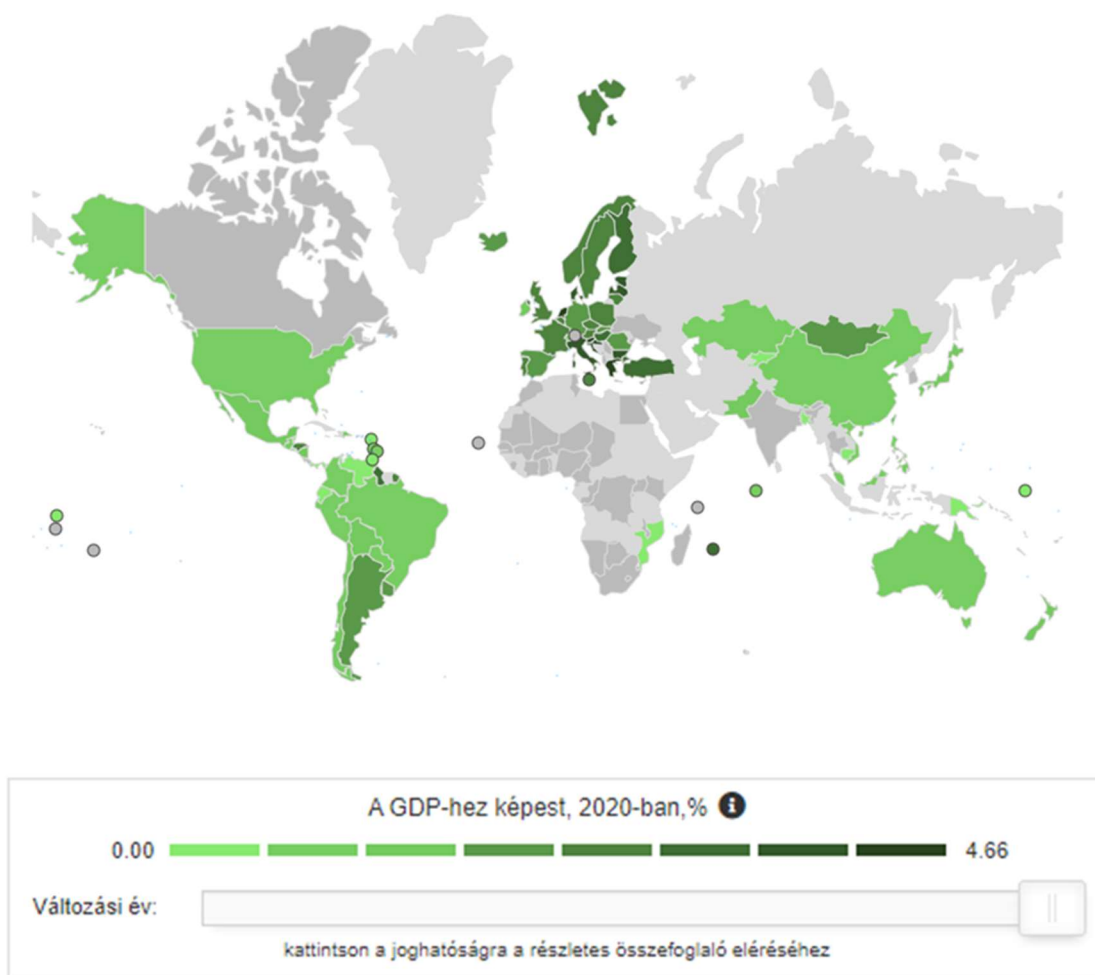 A GDP-hez képest, 2020-ban,%
0.00 4.66
Változási év:
kattintson a joghatóságra a részletes összefoglaló eléréséhez